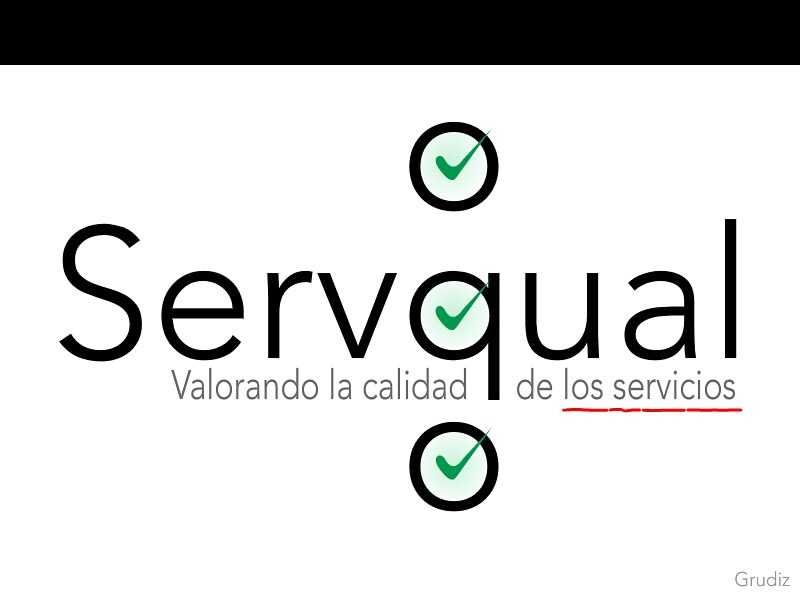 Servqual
Valorando la calidad de los servicios
Grudiz